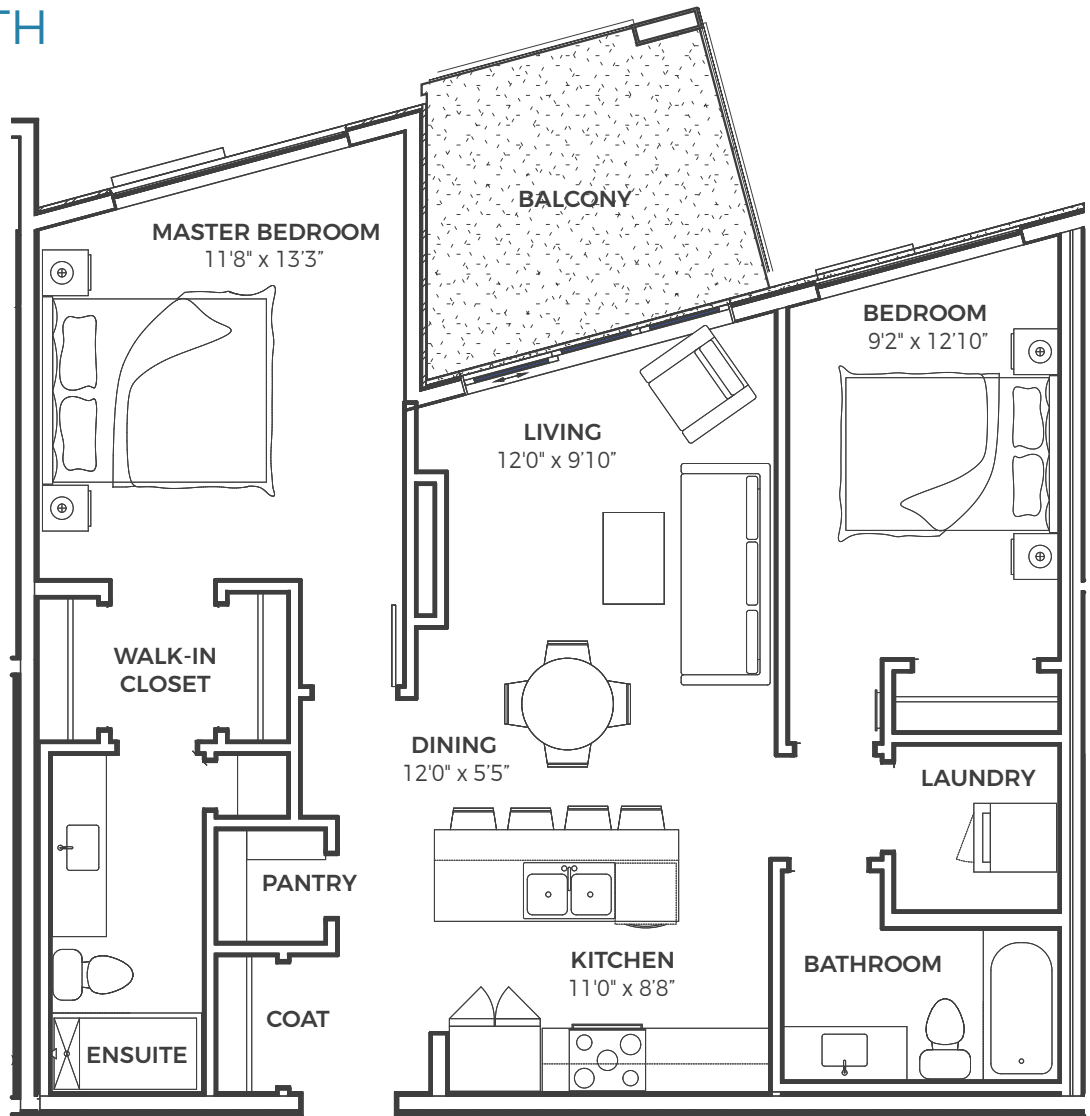 TH
BALCONY
MASTER BEDROOM
11'8" x 13'3”
BEDROOM
9'2" x 12'10”
LIVING
12'0" x 9'10”
WALK-IN
CLOSET
DINING
12'0" x 5'5”
LAUNDRY
PANTRY
KITCHEN
11'0" x 8'8”
BATHROOM
COAT
ENSUITE